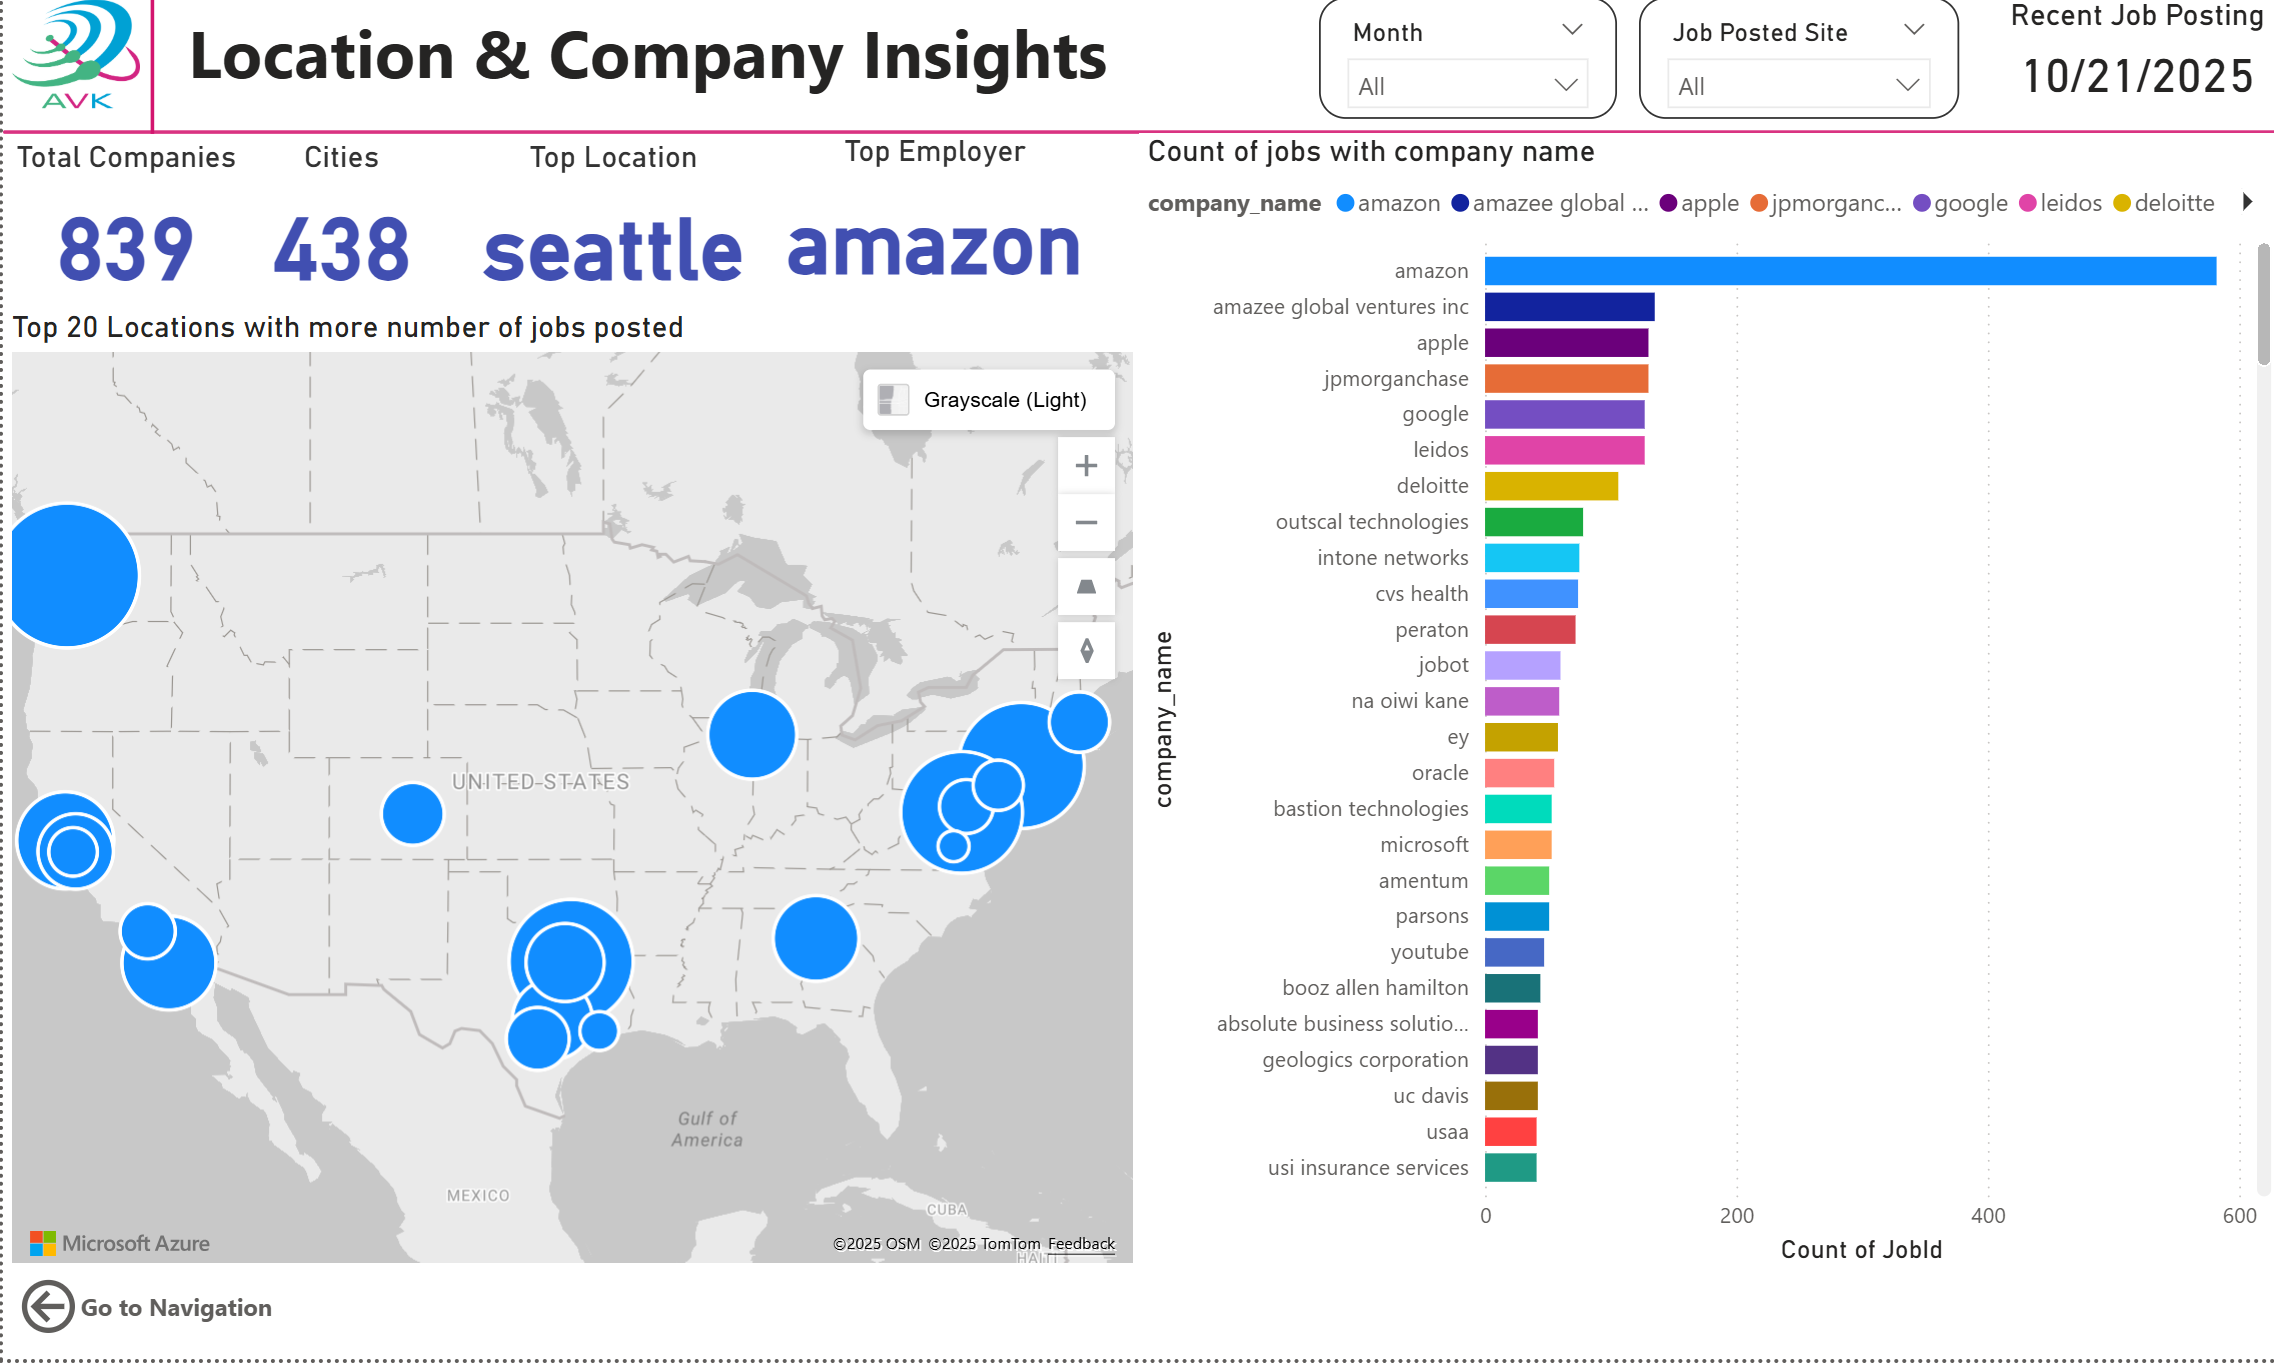 AVK
Location & Company Insights
Month
All
Job Posted Site
All
Recent Job Posting
10/21/2025
Total Companies
839
Cities
438
Top Location
seattle
Top Employer
amazon
Top 20 Locations with more number of jobs posted
Grayscale (Light)
UNITED STATES
Gulf of
America
MEXICO
CUBA
HAITI
Microsoft Azure
©2025 OSM ©2025 TomTom Feedback
Go to Navigation
Count of jobs with company name
company_name amazon amazee global ... apple jpmorganc... google leidos deloitte
company_name
amazon
amazee global ventures inc
apple
jpmorganchase
google
leidos
deloitte
outscal technologies
intone networks
cvs health
peraton
jobot
na oiwi kane
ey
oracle
bastion technologies
microsoft
amentum
parsons
youtube
booz allen hamilton
absolute business solutio...
geologics corporation
uc davis
usaa
usi insurance services
0 200 400 600
Count of JobId